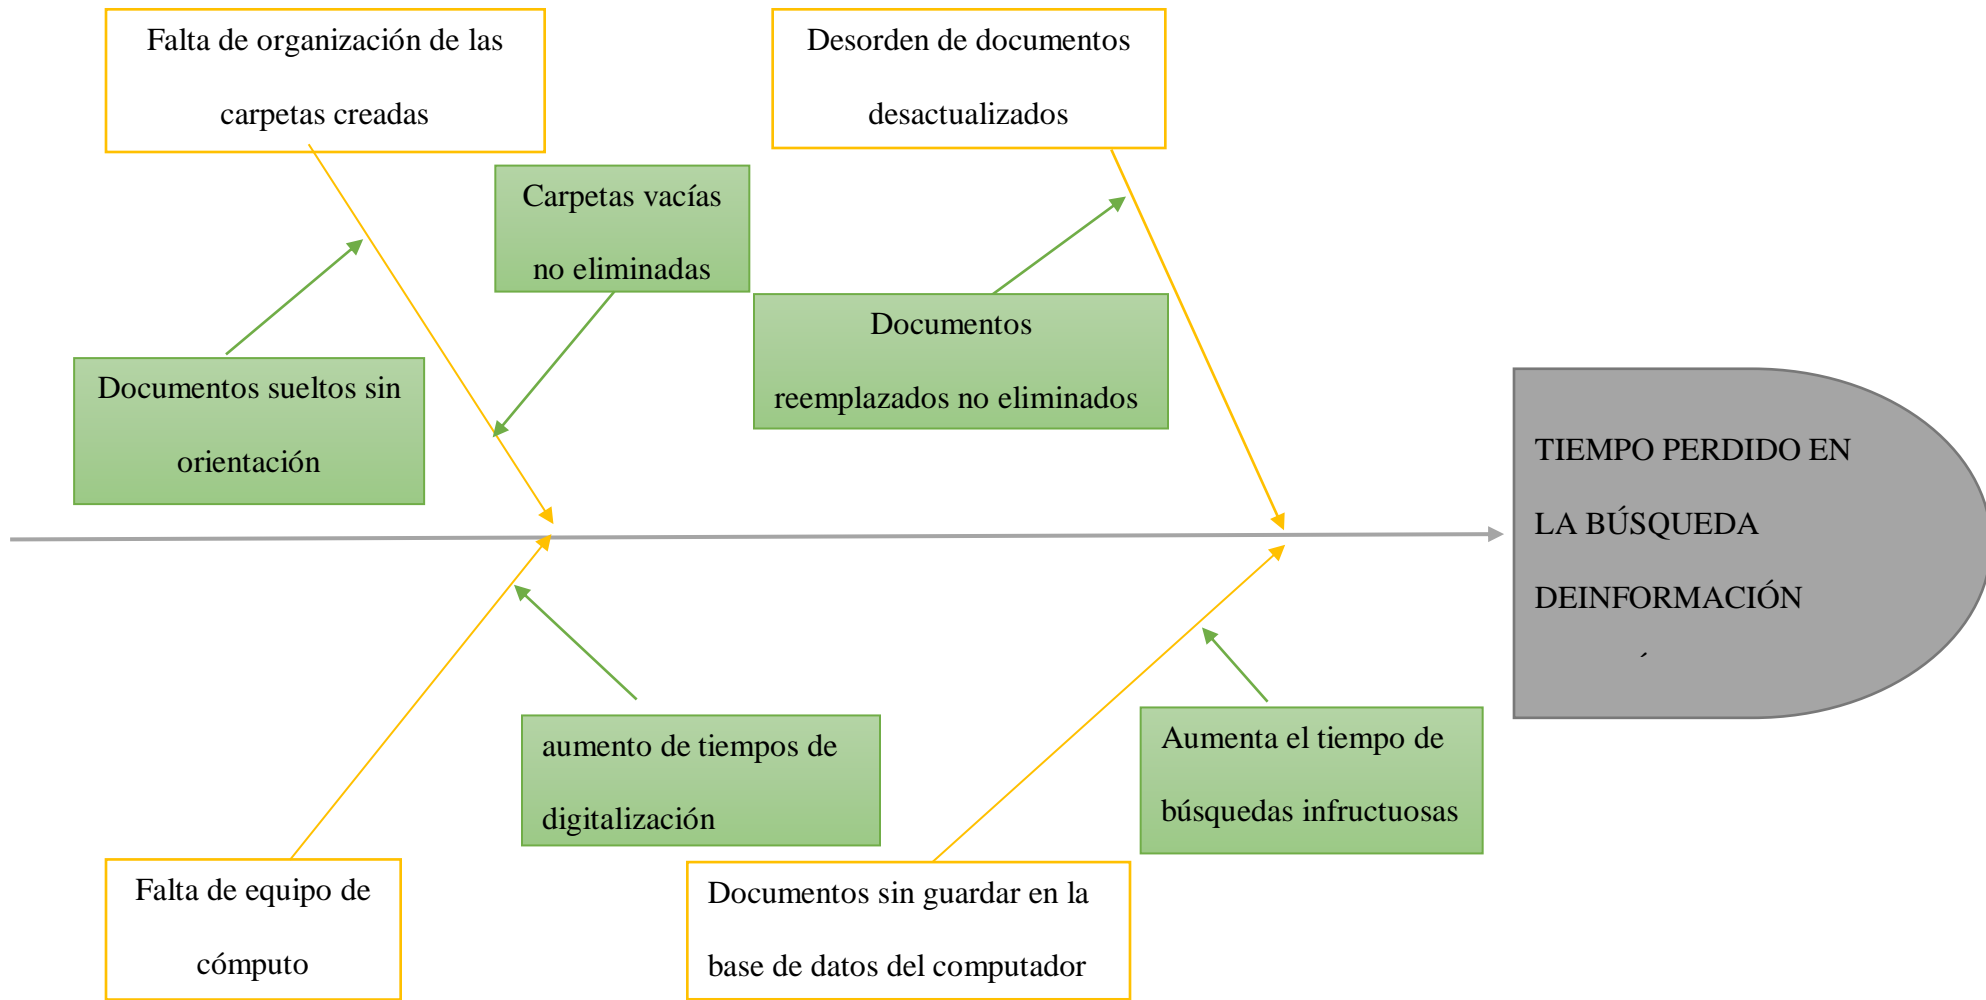 Falta de organización de las
carpetas creadas
Desorden de documentos
desactualizados
Carpetas vacías
no eliminadas
Documentos
reemplazados no eliminados
Documentos sueltos sin
orientación
TIEMPO PERDIDO EN
LA BÚSQUEDA
DEINFORMACIÓN
aumento de tiempos de
digitalización
Aumenta el tiempo de
búsquedas infructuosas
Falta de equipo de
cómputo
Documentos sin guardar en la
base de datos del computador